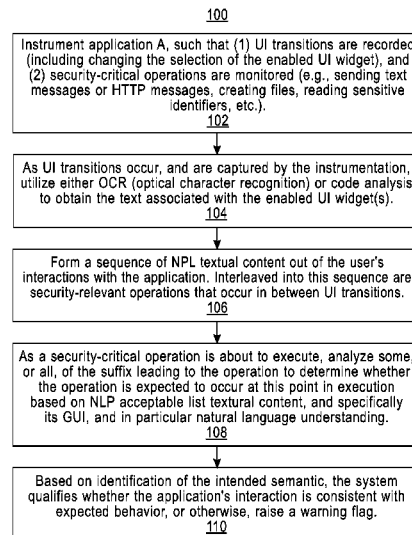 100
Instrument application A, such that (1) UI transitions are recorded
(including changing the selection of the enabled UI widget), and
(2) security-critical operations are monitored (e.g., sending text
messages or HTTP messages, creating files, reading sensitive
identifiers, etc.).
102
As UI transitions occur, and are captured by the instrumentation,
utilize either OCR (optical character recognition) or code analysis
to obtain the text associated with the enabled UI widget(s).
104
Form a sequence of NPL textual content out of the user's
interactions with the application. Interleaved into this sequence are
security-relevant operations that occur in between UI transitions.
106
As a security-critical operation is about to execute, analyze some,
or all, of the suffix leading to the operation to determine whether
the operation is expected to occur at this point in execution
based on NLP acceptable list textural content, and specifically
its GUI, and in particular natural language understanding.
108
Based on identification of the intended semantic, the system
qualifies whether the application's interaction is consistent with
expected behavior, or otherwise, raise a warning flag.
110